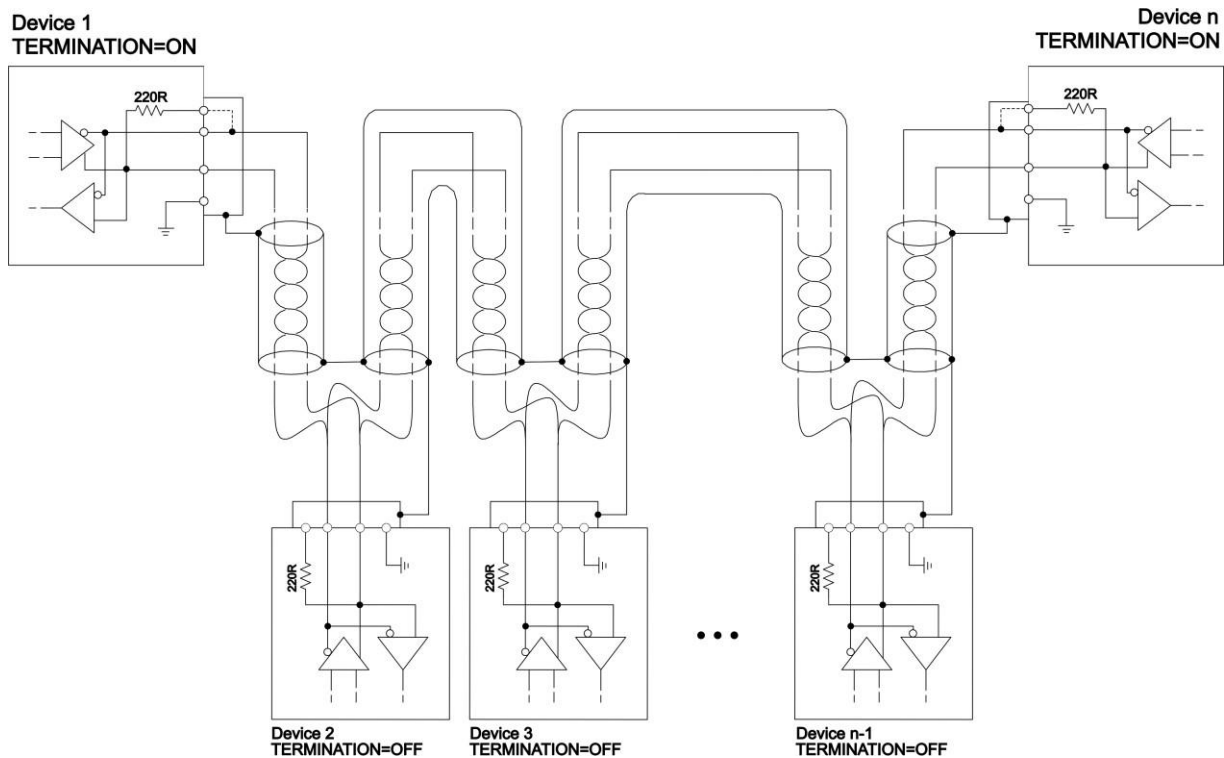 Device 1
TERMINATION=ON
Device n
TERMINATION=ON
220R
220R
220R
220R
220R
Device 2
TERMINATION=OFF
Device 3
TERMINATION=OFF
Device n-1
TERMINATION=OFF